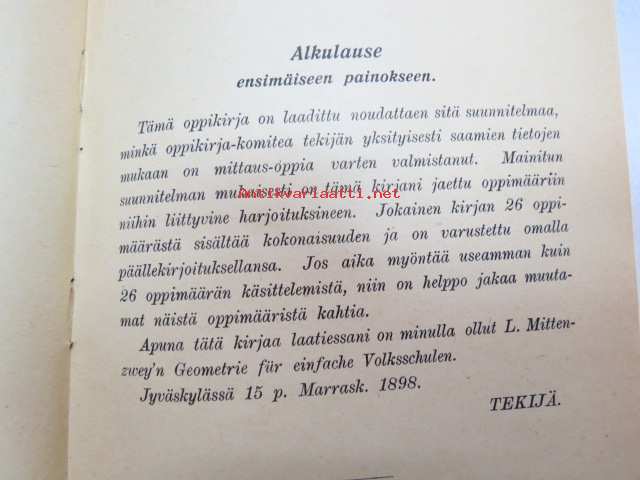 Alkulause
ensimäiseen painokseen.
Tämä oppikirja on laadittu noudattaen sitä suunnitelmaa,
minkä oppikirja-komitea tekijän yksityisesti saamien tietojen
mukaan on mittaus-oppia varten valmistanut. Mainitun
suunnitelman mukaisesti on tämä kirjani jaettu oppimääriin
antikvariaatti.net
niihin liittyvine harjoituksineen. Jokainen kirjan 26 oppi-
määrästä sisältää kokonaisuuden ja on varustettu omalla
päällekirjoituksellansa. Jos aika myöntää useamman kuin
26 oppimäärän käsittelemistä, niin on helppo jakaa muuta-
mat näistä oppimääristä kahtia.
Apuna tätä kirjaa laatiessani on minulla ollut L. Mitten-
zwey'n Geometrie für einfache Volksschulen.
Jyväskylässä 15 p. Marrask. 1898.
TEKIJÄ.